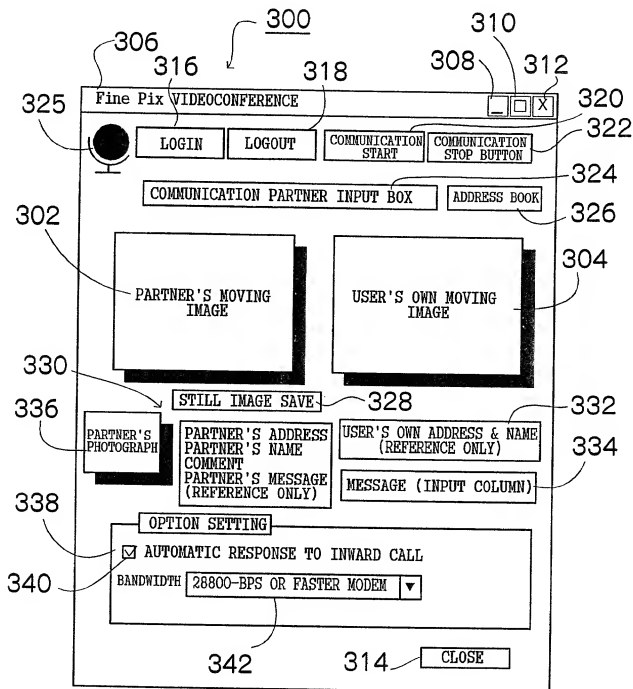 300
310
306
316
318
308
312
Fine Pix VIDEOCONFERENCE
_ □ X
320
325
LOGIN
LOGOUT
COMMUNICATION
START
COMMUNICATION
STOP BUTTON
322
324
COMMUNICATION PARTNER INPUT BOX
ADDRESS BOOK
326
302
304
PARTNER'S MOVING
IMAGE
USER'S OWN MOVING
IMAGE
330
STILL IMAGE SAVE
328
332
336
PARTNER'S
PHOTOGRAPH
PARTNER'S ADDRESS
PARTNER'S NAME
COMMENT
PARTNER'S MESSAGE
(REFERENCE ONLY)
USER'S OWN ADDRESS & NAME
(REFERENCE ONLY)
334
MESSAGE (INPUT COLUMN)
OPTION SETTING
338
AUTOMATIC RESPONSE TO INWARD CALL
340
BANDWIDTH
28800-BPS OR FASTER MODEM
342
314
CLOSE